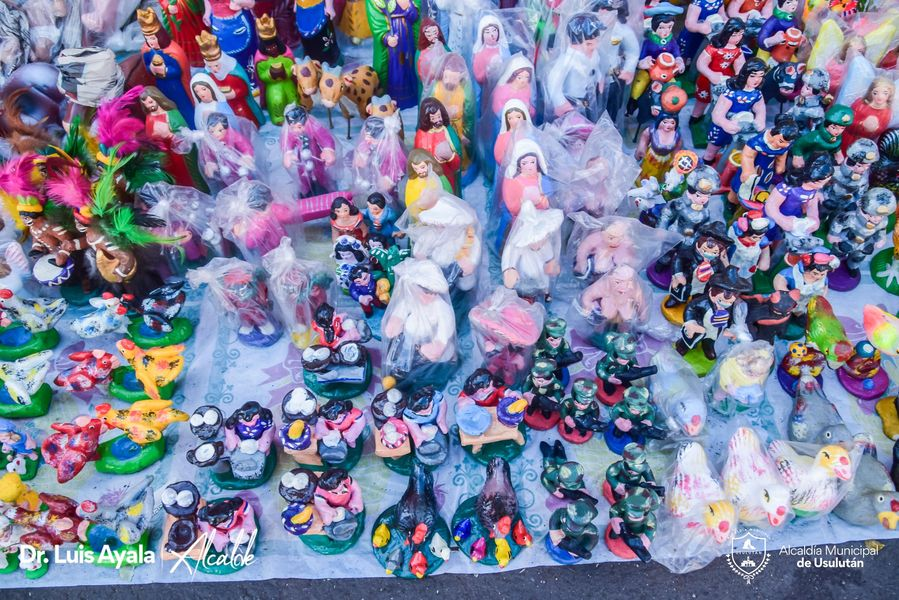 Dr. Luis Ayala Alcalde
Alcaldía Municipal
de Usulután